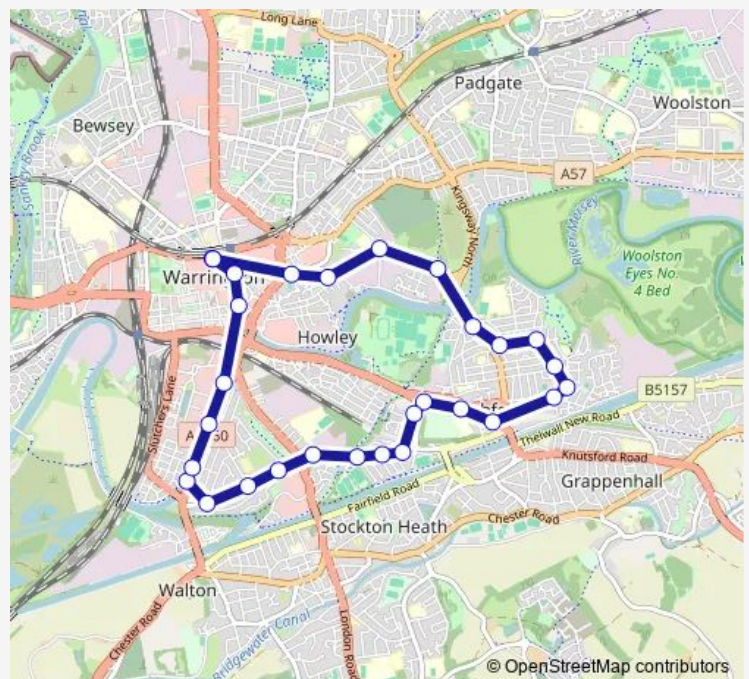 Long Lane
Padgate
Woolston
Bewsey
Sankey Brook
A57
Kingsway North
River Mersey
Woolston
Eyes No.
4 Bed
Howley
B5157
Slutchers Lane
Thelwall New Road
Knutsford Road
Grappenhall
Fairfield Road
Chester Road
Stockton Heath
Walton
Chester Road
London Road
Bridgewater Canal
© OpenStreetMap contributors